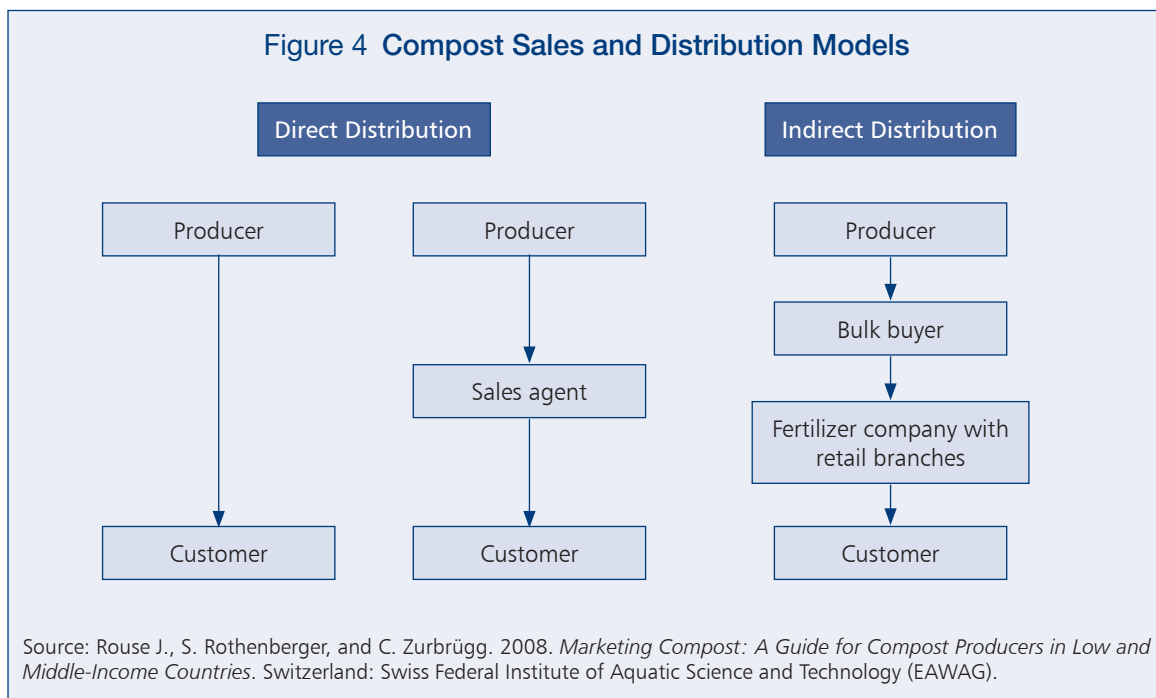 Figure 4 Compost Sales and Distribution Models
Direct Distribution
Indirect Distribution
Producer
Producer
Producer
Bulk buyer
Sales agent
Fertilizer company with
retail branches
Customer
Customer
Customer
Source: Rouse J., S. Rothenberger, and C. Zurbrügg. 2008. Marketing Compost: A Guide for Compost Producers in Low and
Middle-Income Countries. Switzerland: Swiss Federal Institute of Aquatic Science and Technology (EAWAG).